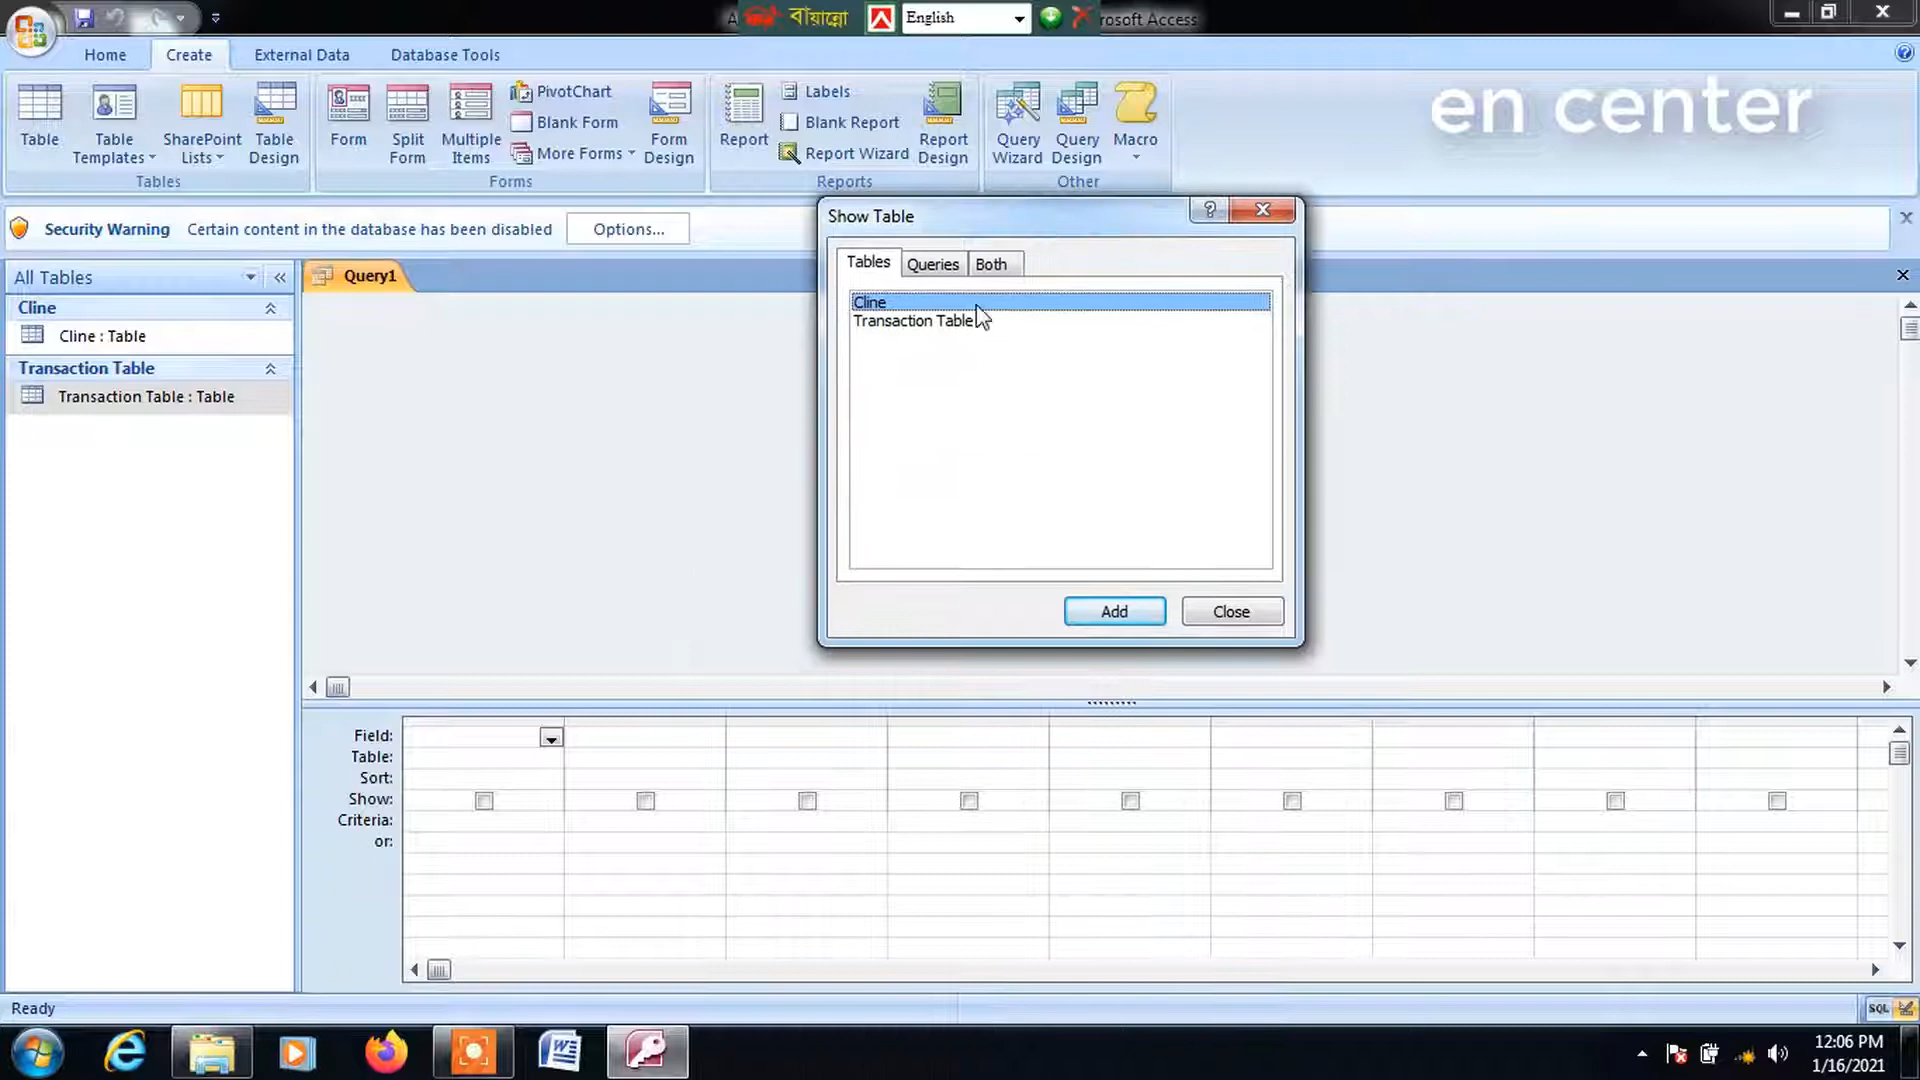 বাঁয়ান্নো
English
rosoft Access
Home
Create
External Data
Database Tools
Table
Table Templates
SharePoint Lists
Table Design
Tables
Form
Split Form
Multiple Items
PivotChart
Blank Form
More Forms
Form Design
Forms
Report
Labels
Blank Report
Report Wizard
Report Design
Reports
Query Wizard
Query Design
Macro
Other
en center
Security Warning Certain content in the database has been disabled Options...
All Tables
Cline
Cline : Table
Transaction Table
Transaction Table : Table
Query1
Show Table
Tables
Queries
Both
Cline
Transaction Table
Add
Close
Field:
Table:
Sort:
Show:
Criteria:
or:
Ready
SQL
12:06 PM
1/16/2021